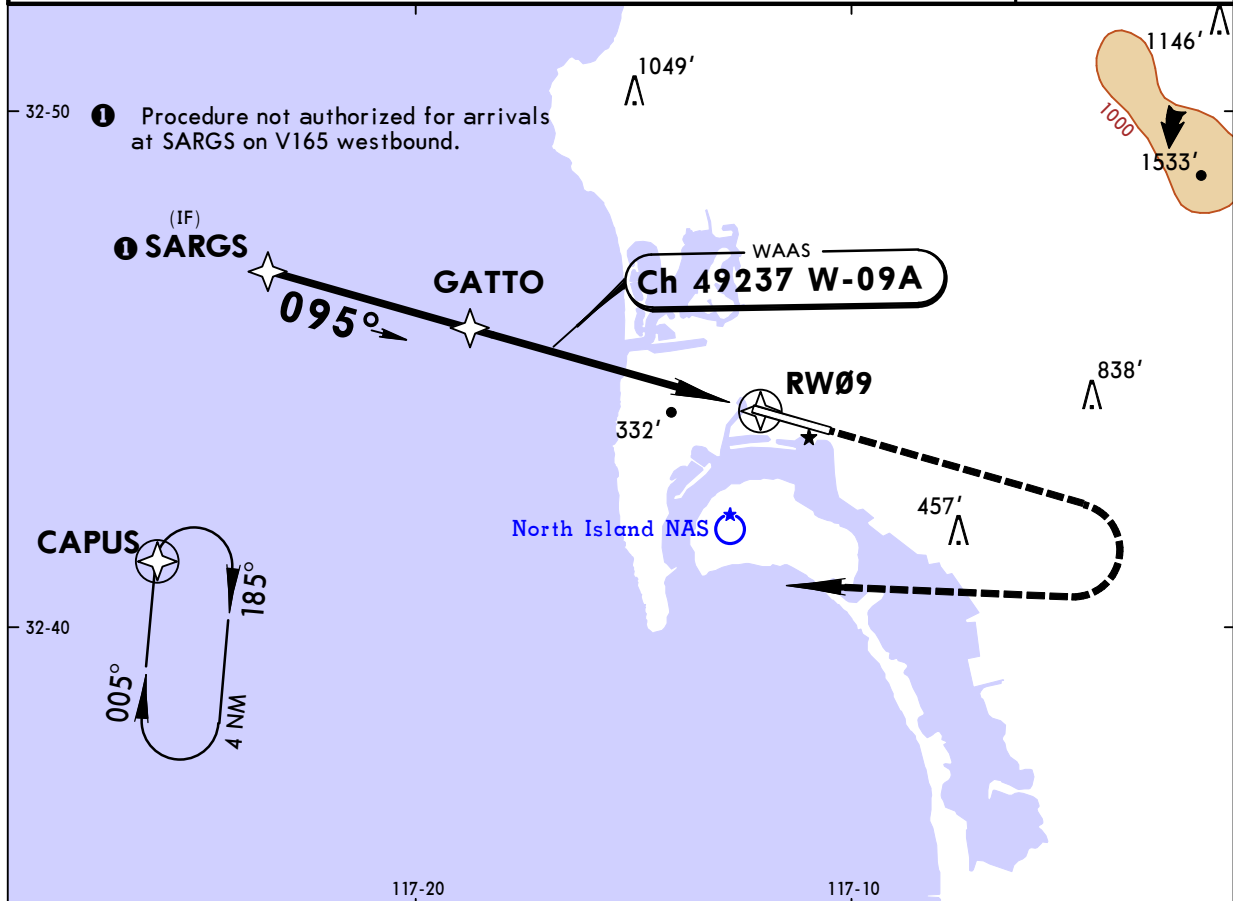 1146'
1049'
32-50
❶ Procedure not authorized for arrivals
at SARGS on V165 westbound.
1000
1533'
(IF)
❶ SARGS
WAAS
Ch 49237 W-09A
GATTO
095°
RWØ9
838'
332'
457'
North Island NAS
CAPUS
185°
32-40
005°
4 NM
117-20
117-10